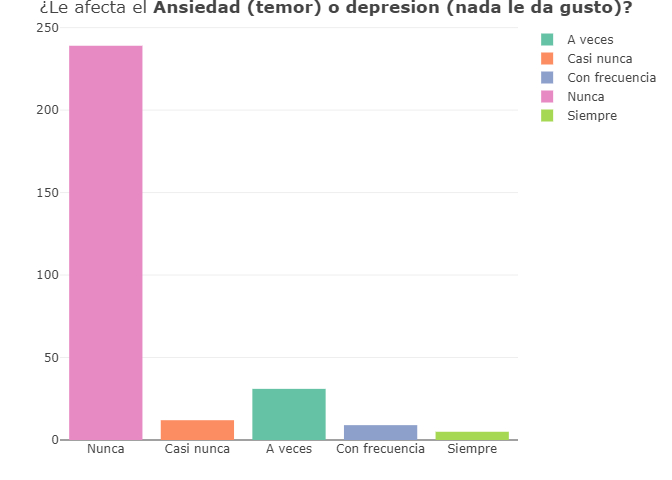 ¿Le afecta el Ansiedad (temor) o depresion (nada le da gusto)?
250
200
150
100
50
0
Nunca
Casi nunca
A veces
Con frecuencia
Siempre
A veces
Casi nunca
Con frecuencia
Nunca
Siempre